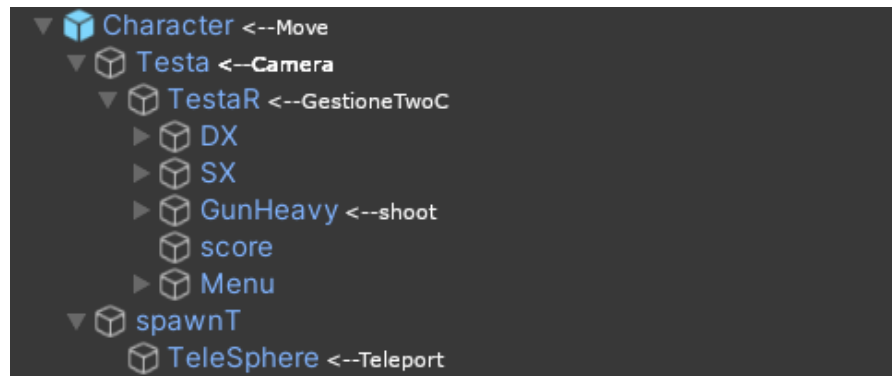 Character <--Move
Testa <--Camera
TestaR <--GestioneTwoC
DX
SX
GunHeavy <--shoot
score
Menu
spawnT
TeleSphere <--Teleport